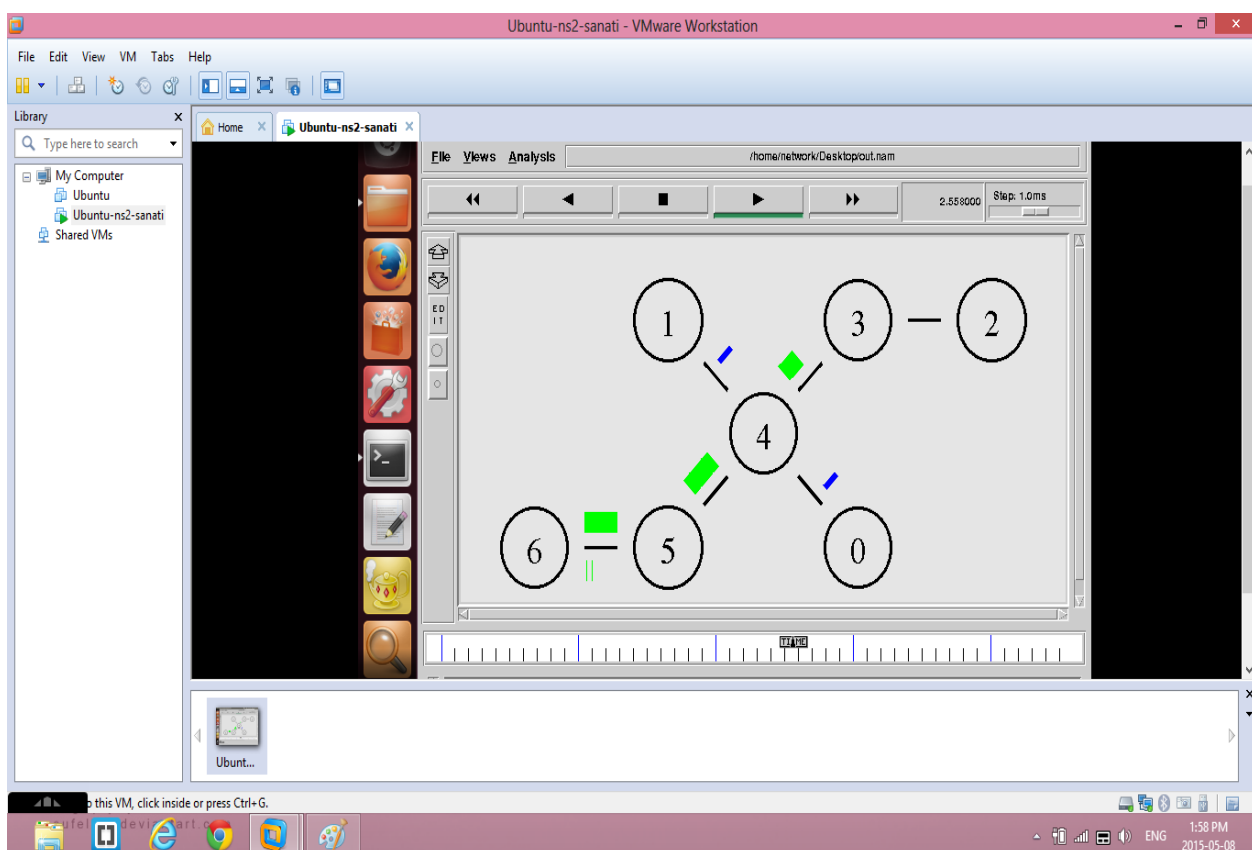 Ubuntu-ns2-sanati - VMware Workstation
File Edit View VM Tabs Help
Library x
Type here to search
Home
Ubuntu-ns2-sanati
My Computer
Ubuntu
Ubuntu-ns2-sanati
Shared VMs
File Views Analysis
/home/network/Desktop/out.nam
2.558000
Step: 1.0ms
ED
IT
1 3 2
4
6 5 0
TIME
Ubunt...
o this VM, click inside or press Ctrl+G.
ENG
1:58 PM
2015-05-08